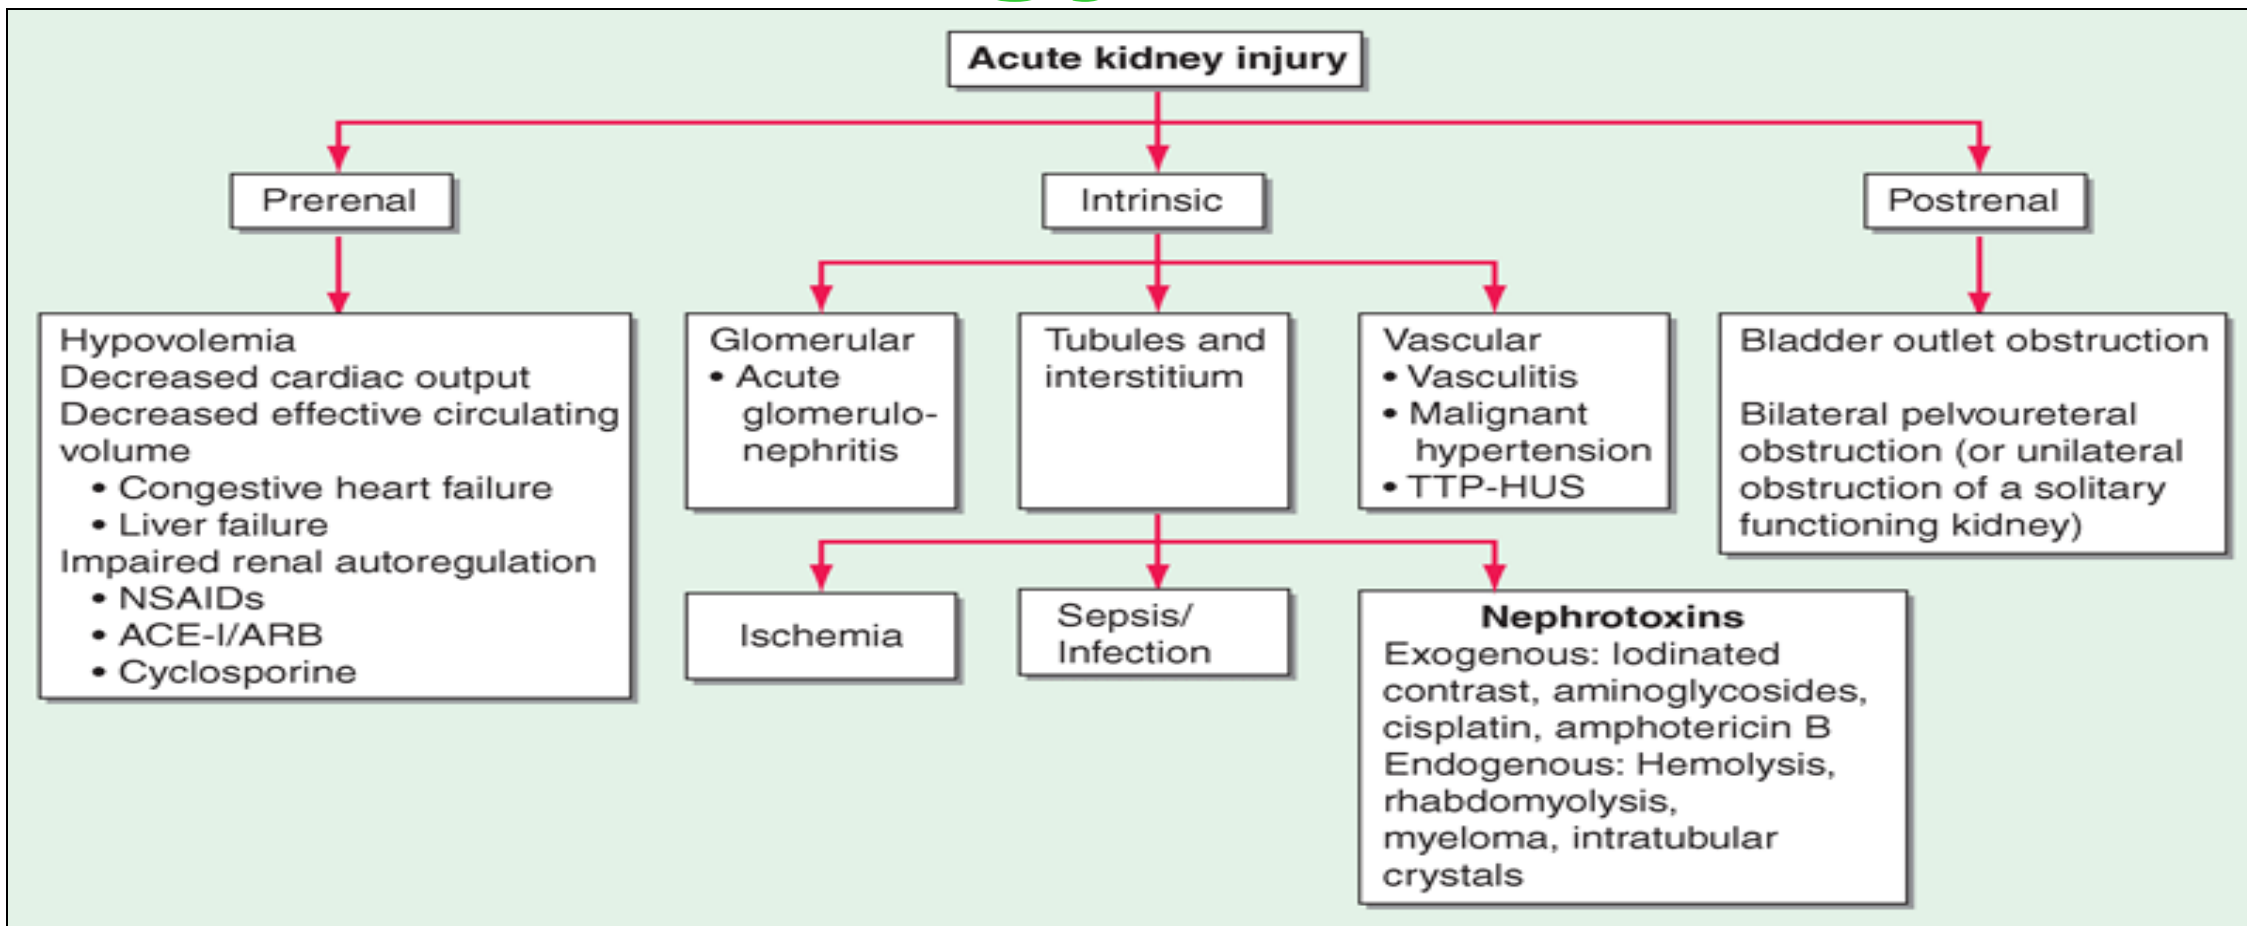 Acute kidney injury
Prerenal
Intrinsic
Postrenal
Hypovolemia
Decreased cardiac output
Decreased effective circulating
volume
• Congestive heart failure
• Liver failure
Impaired renal autoregulation
• NSAIDs
• ACE-I/ARB
• Cyclosporine
Glomerular
• Acute
glomerulo-
nephritis
Tubules and
interstitium
Vascular
• Vasculitis
• Malignant
hypertension
• TTP-HUS
Bladder outlet obstruction
Bilateral pelvoureteral
obstruction (or unilateral
obstruction of a solitary
functioning kidney)
Ischemia
Sepsis/
Infection
Nephrotoxins
Exogenous: Iodinated
contrast, aminoglycosides,
cisplatin, amphotericin B
Endogenous: Hemolysis,
rhabdomyolysis,
myeloma, intratubular
crystals